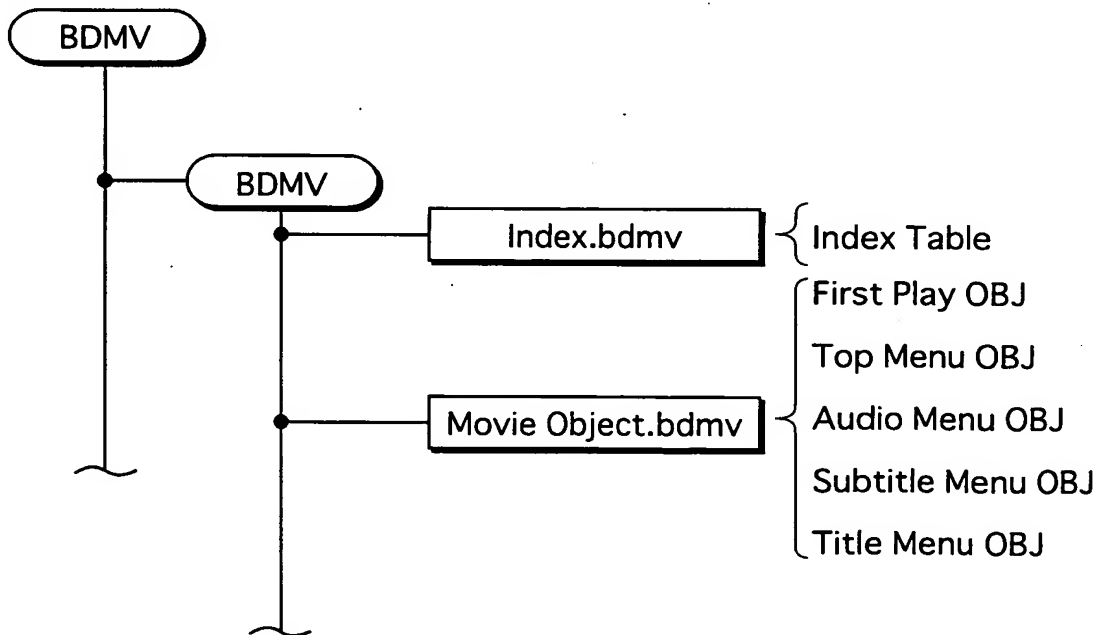 BDMV
BDMV
Index.bdmv
Index Table
First Play OBJ
Top Menu OBJ
Movie Object.bdmv
Audio Menu OBJ
Subtitle Menu OBJ
Title Menu OBJ